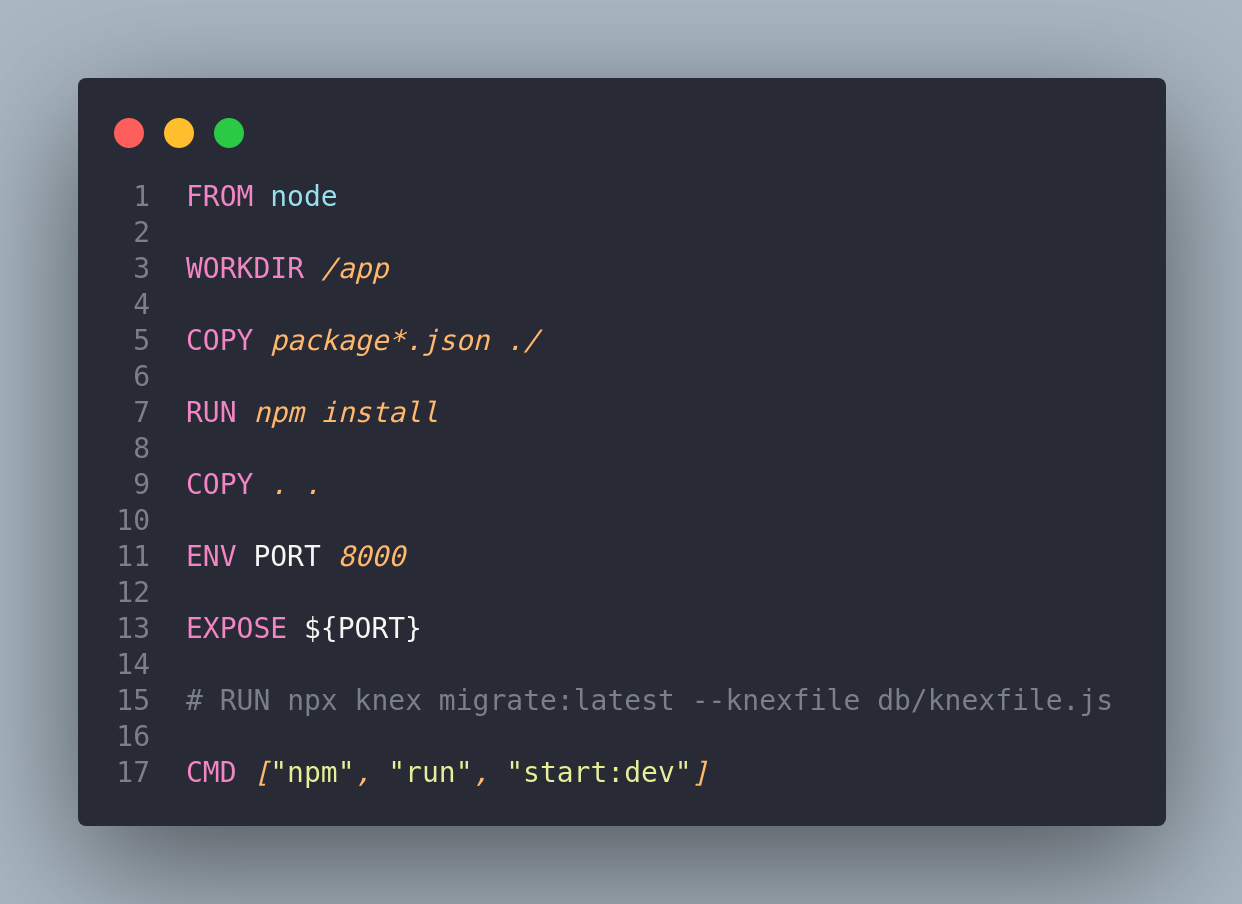 1 FROM node
2
3 WORKDIR /app
4
5 COPY package*.json ./
6
7 RUN npm install
8
9 COPY . .
10
11 ENV PORT 8000
12
13 EXPOSE ${PORT}
14
15 # RUN npx knex migrate:latest --knexfile db/knexfile.js
16
17 CMD ["npm", "run", "start:dev"]